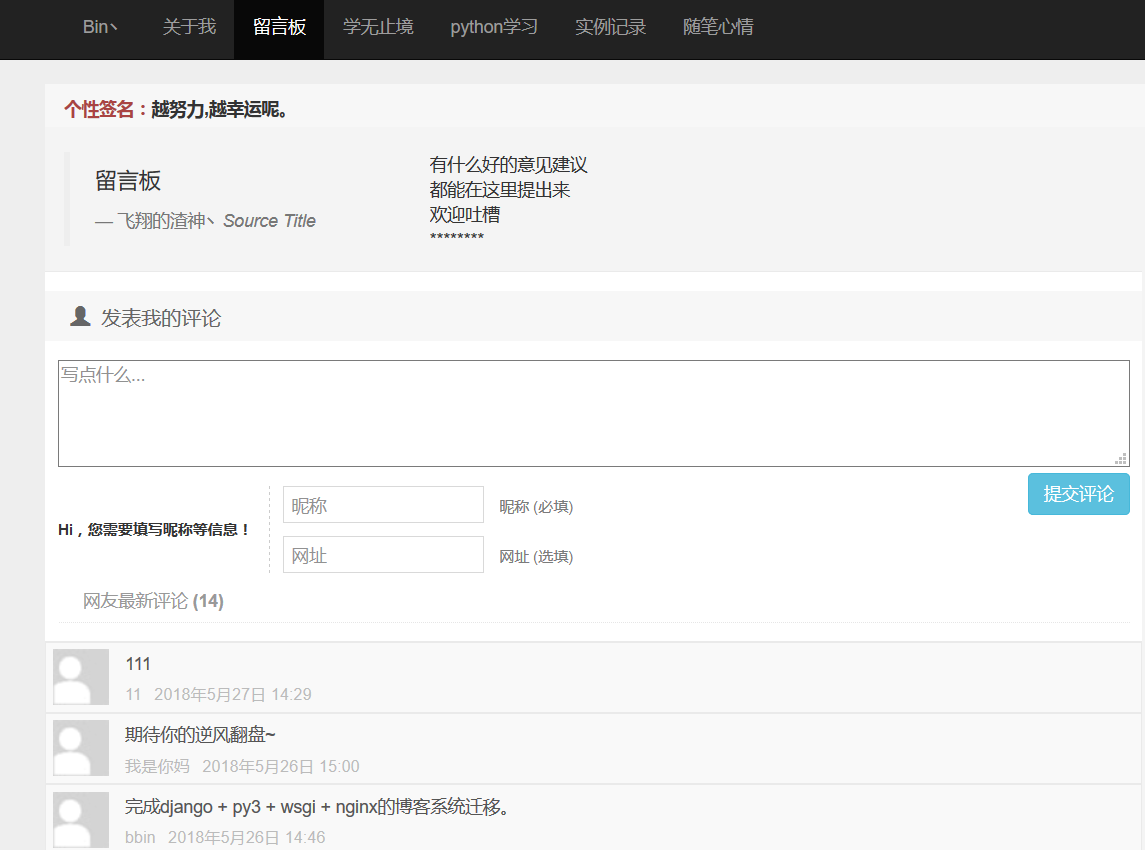 Bin丶 关于我 留言板 学无止境 python学习 实例记录 随笔心情
个性签名：越努力,越幸运呢。
留言板
— 飞翔的渣神丶 Source Title
有什么好的意见建议
都能在这里提出来
欢迎吐槽
********
发表我的评论
写点什么...
提交评论
Hi，您需要填写昵称等信息！
昵称 昵称 (必填)
网址 网址 (选填)
网友最新评论 (14)
111
11 2018年5月27日 14:29
期待你的逆风翻盘~
我是你妈 2018年5月26日 15:00
完成django + py3 + wsgi + nginx的博客系统迁移。
bbin 2018年5月26日 14:46